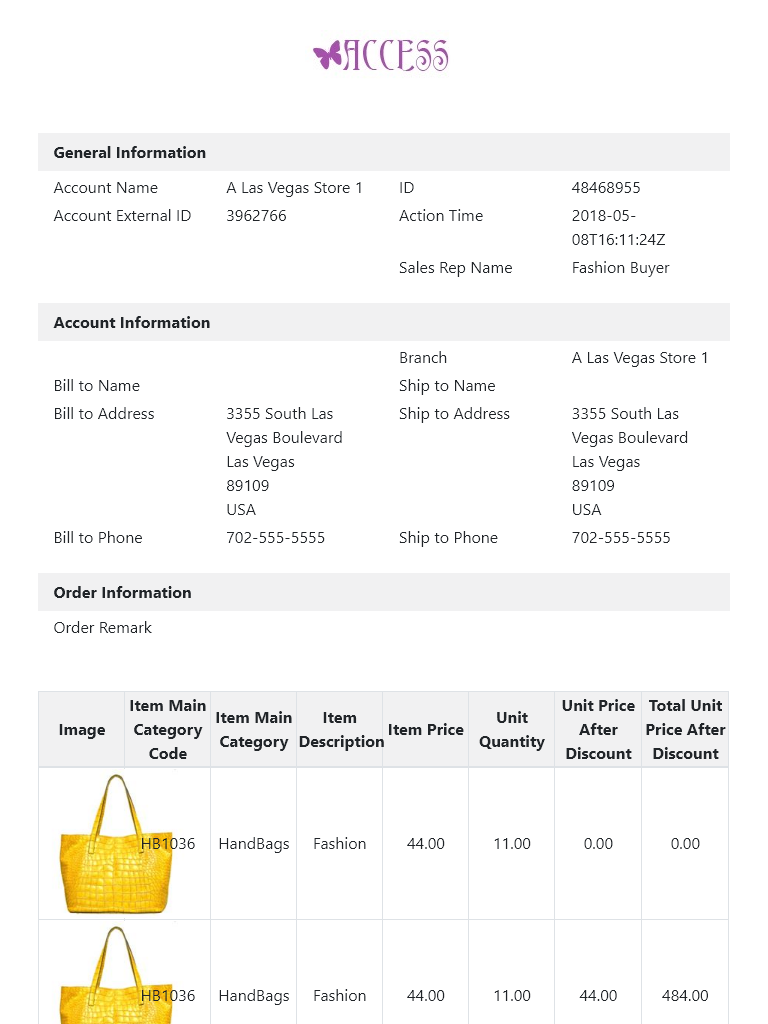 ACCESS
General Information
Account Name A Las Vegas Store 1 ID 48468955
Account External ID 3962766 Action Time 2018-05-
08T16:11:24Z
Sales Rep Name Fashion Buyer
Account Information
Branch A Las Vegas Store 1
Bill to Name Ship to Name
Bill to Address 3355 South Las Ship to Address 3355 South Las
Vegas Boulevard Vegas Boulevard
Las Vegas Las Vegas
89109 89109
USA USA
Bill to Phone 702-555-5555 Ship to Phone 702-555-5555
Order Information
Order Remark
Image Item Main Category Code Item Main Category Item Description Item Price Unit Quantity Unit Price After Discount Total Unit Price After Discount
HB1036 HandBags Fashion 44.00 11.00 0.00 0.00
HB1036 HandBags Fashion 44.00 11.00 44.00 484.00